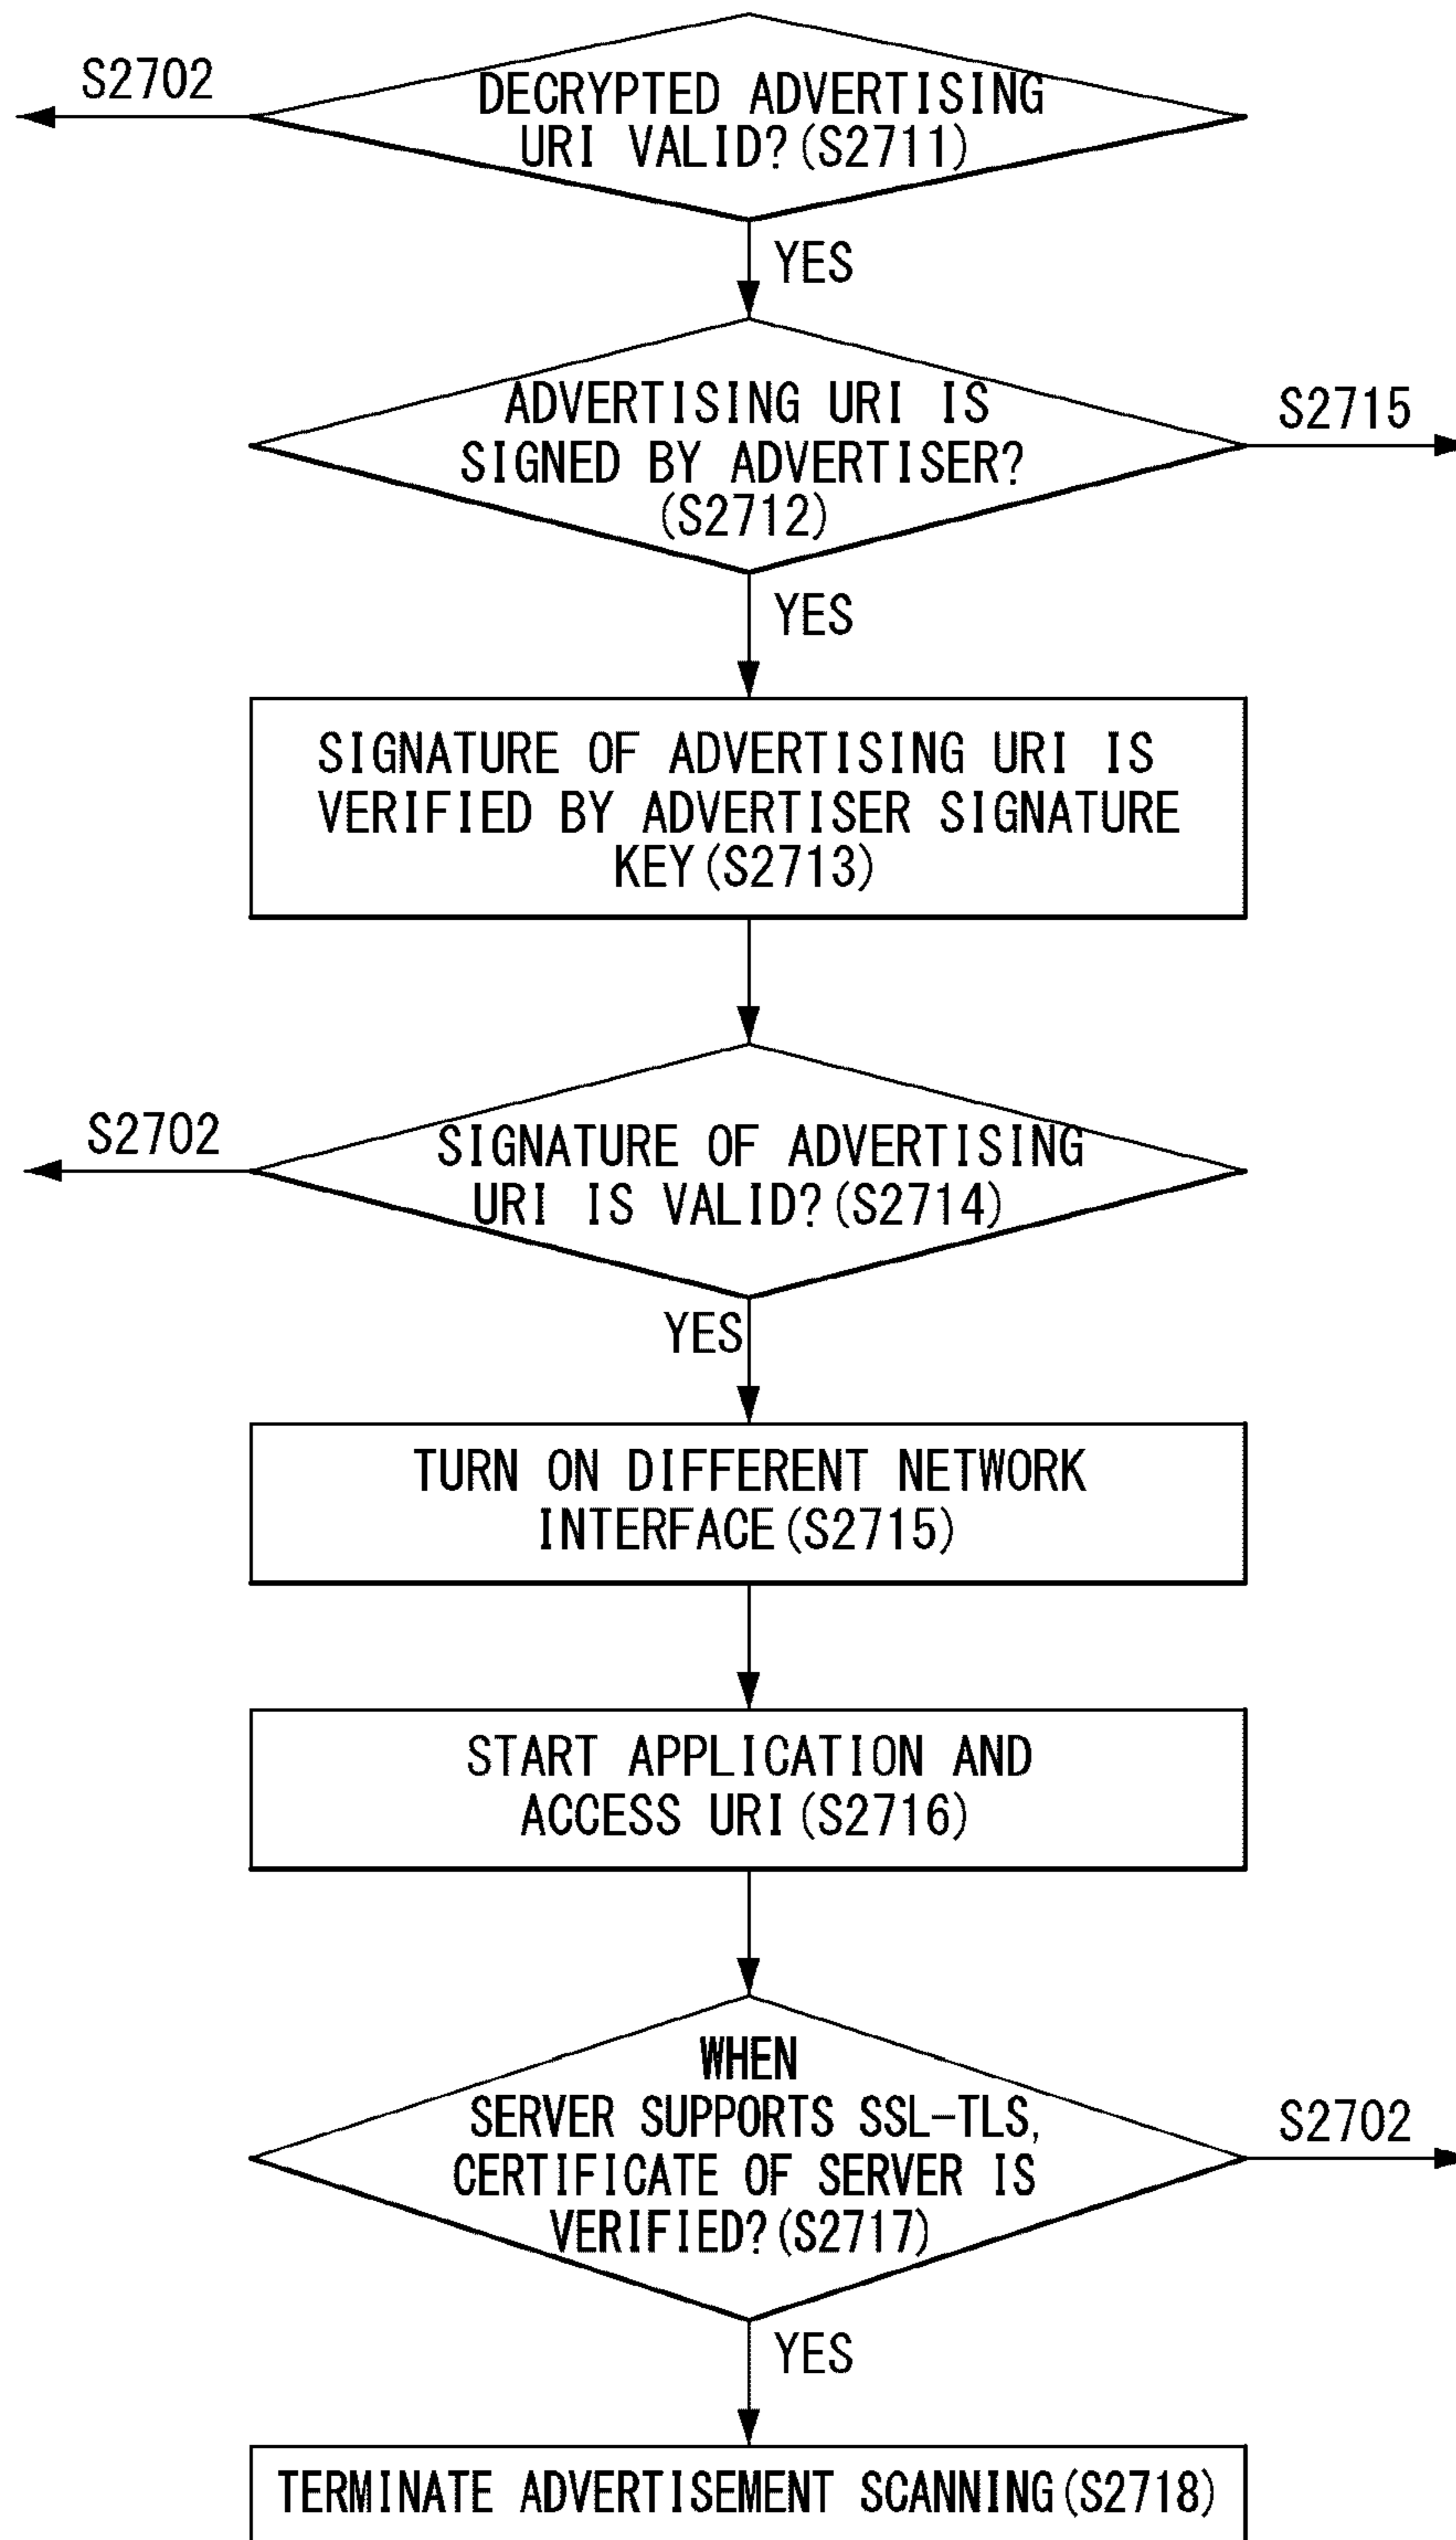 S2702
DECRYPTED ADVERTISING
URI VALID?(S2711)
YES
ADVERTISING URI IS
SIGNED BY ADVERTISER?
(S2712)
S2715
YES
SIGNATURE OF ADVERTISING URI IS
VERIFIED BY ADVERTISER SIGNATURE
KEY(S2713)
S2702
SIGNATURE OF ADVERTISING
URI IS VALID?(S2714)
YES
TURN ON DIFFERENT NETWORK
INTERFACE(S2715)
START APPLICATION AND
ACCESS URI(S2716)
WHEN
SERVER SUPPORTS SSL-TLS,
CERTIFICATE OF SERVER IS
VERIFIED?(S2717)
S2702
YES
TERMINATE ADVERTISEMENT SCANNING(S2718)